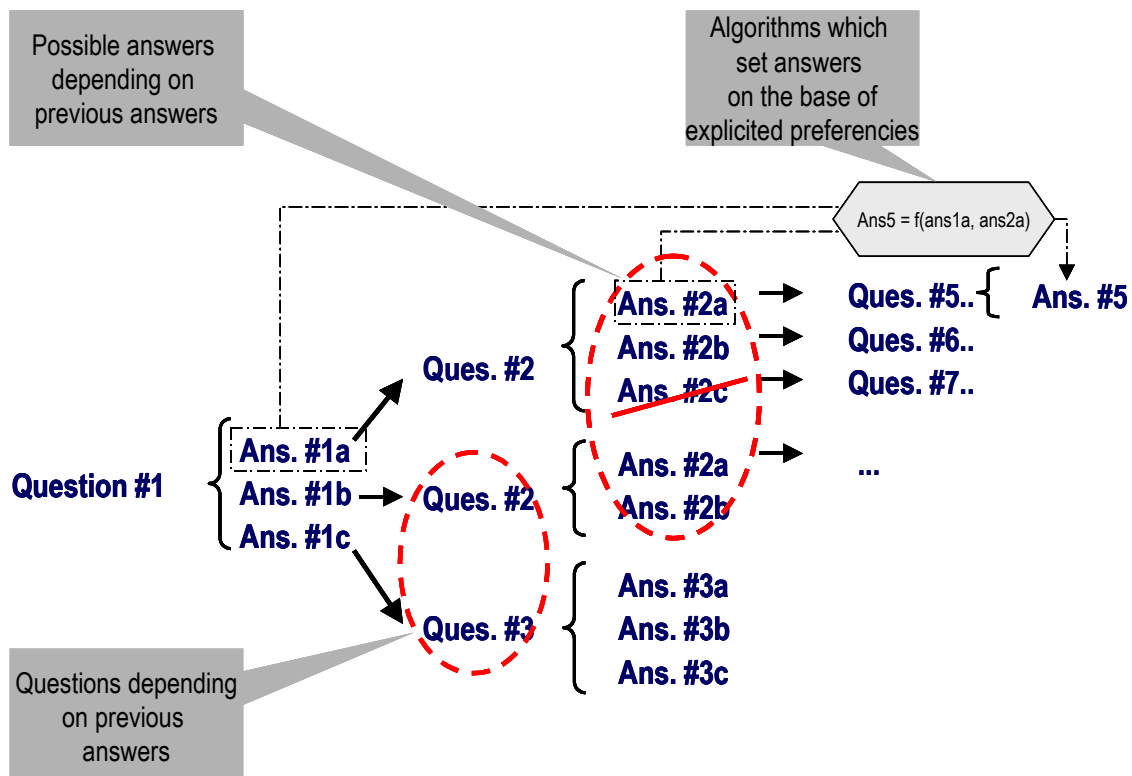 Possible answers
depending on
previous answers
Algorithms which
set answers
on the base of
explicited preferencies
Ans5 = f(ans1a, ans2a)
Ans. #2a
Ques. #5..
Ans. #5
Ans. #2b
Ques. #6..
Ques. #2
Ans. #2c
Ques. #7..
Ans. #1a
Ans. #2a
...
Question #1
Ans. #1b
Ques. #2
Ans. #2b
Ans. #1c
Ans. #3a
Ques. #3
Ans. #3b
Ans. #3c
Questions depending
on previous
answers